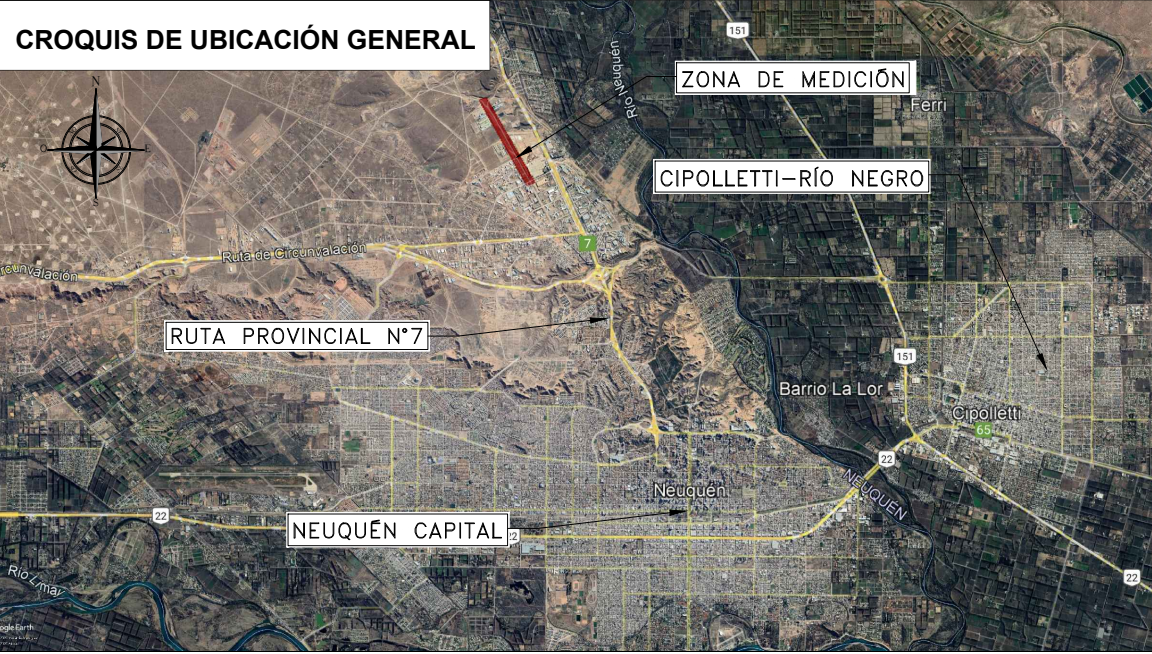 CROQUIS DE UBICACIÓN GENERAL
151
Río Neuquén
ZONA DE MEDICIÓN
Ferri
N
O
E
S
CIPOLLETTI-RÍO NEGRO
7
Ruta de Circunvalación
rcunvalación
RUTA PROVINCIAL N°7
151
Barrio La Lor
Cipolletti
65
22
NEUQUÉN
Neuquén
22
NEUQUÉN CAPITAL
22
22
Río Limay
ogle Earth